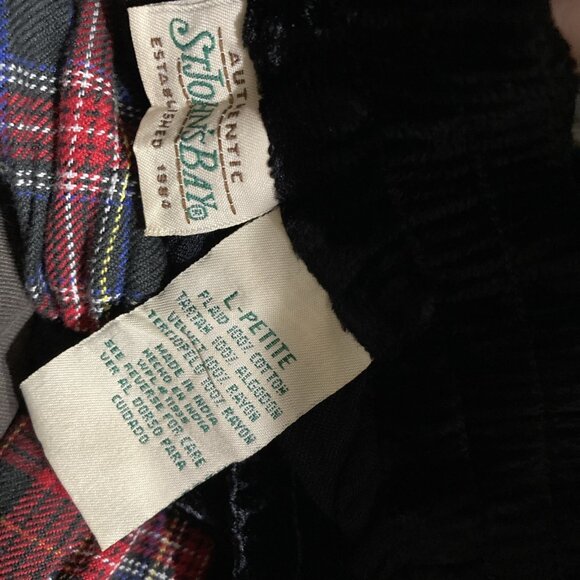 AUTHENTIC
ST. JOHN'S BAY®
ESTABLISHED 1984
L-PETITE
PLAID 100% COTTON
TARTAN 100% ALGODON
VELVET 100% RAYON
TERCIOPELO 100% RAYON
MADE IN INDIA
HECHO EN INDIA
SEE REVERSE FOR CARE
VER AL DORSO PARA
CUIDADO